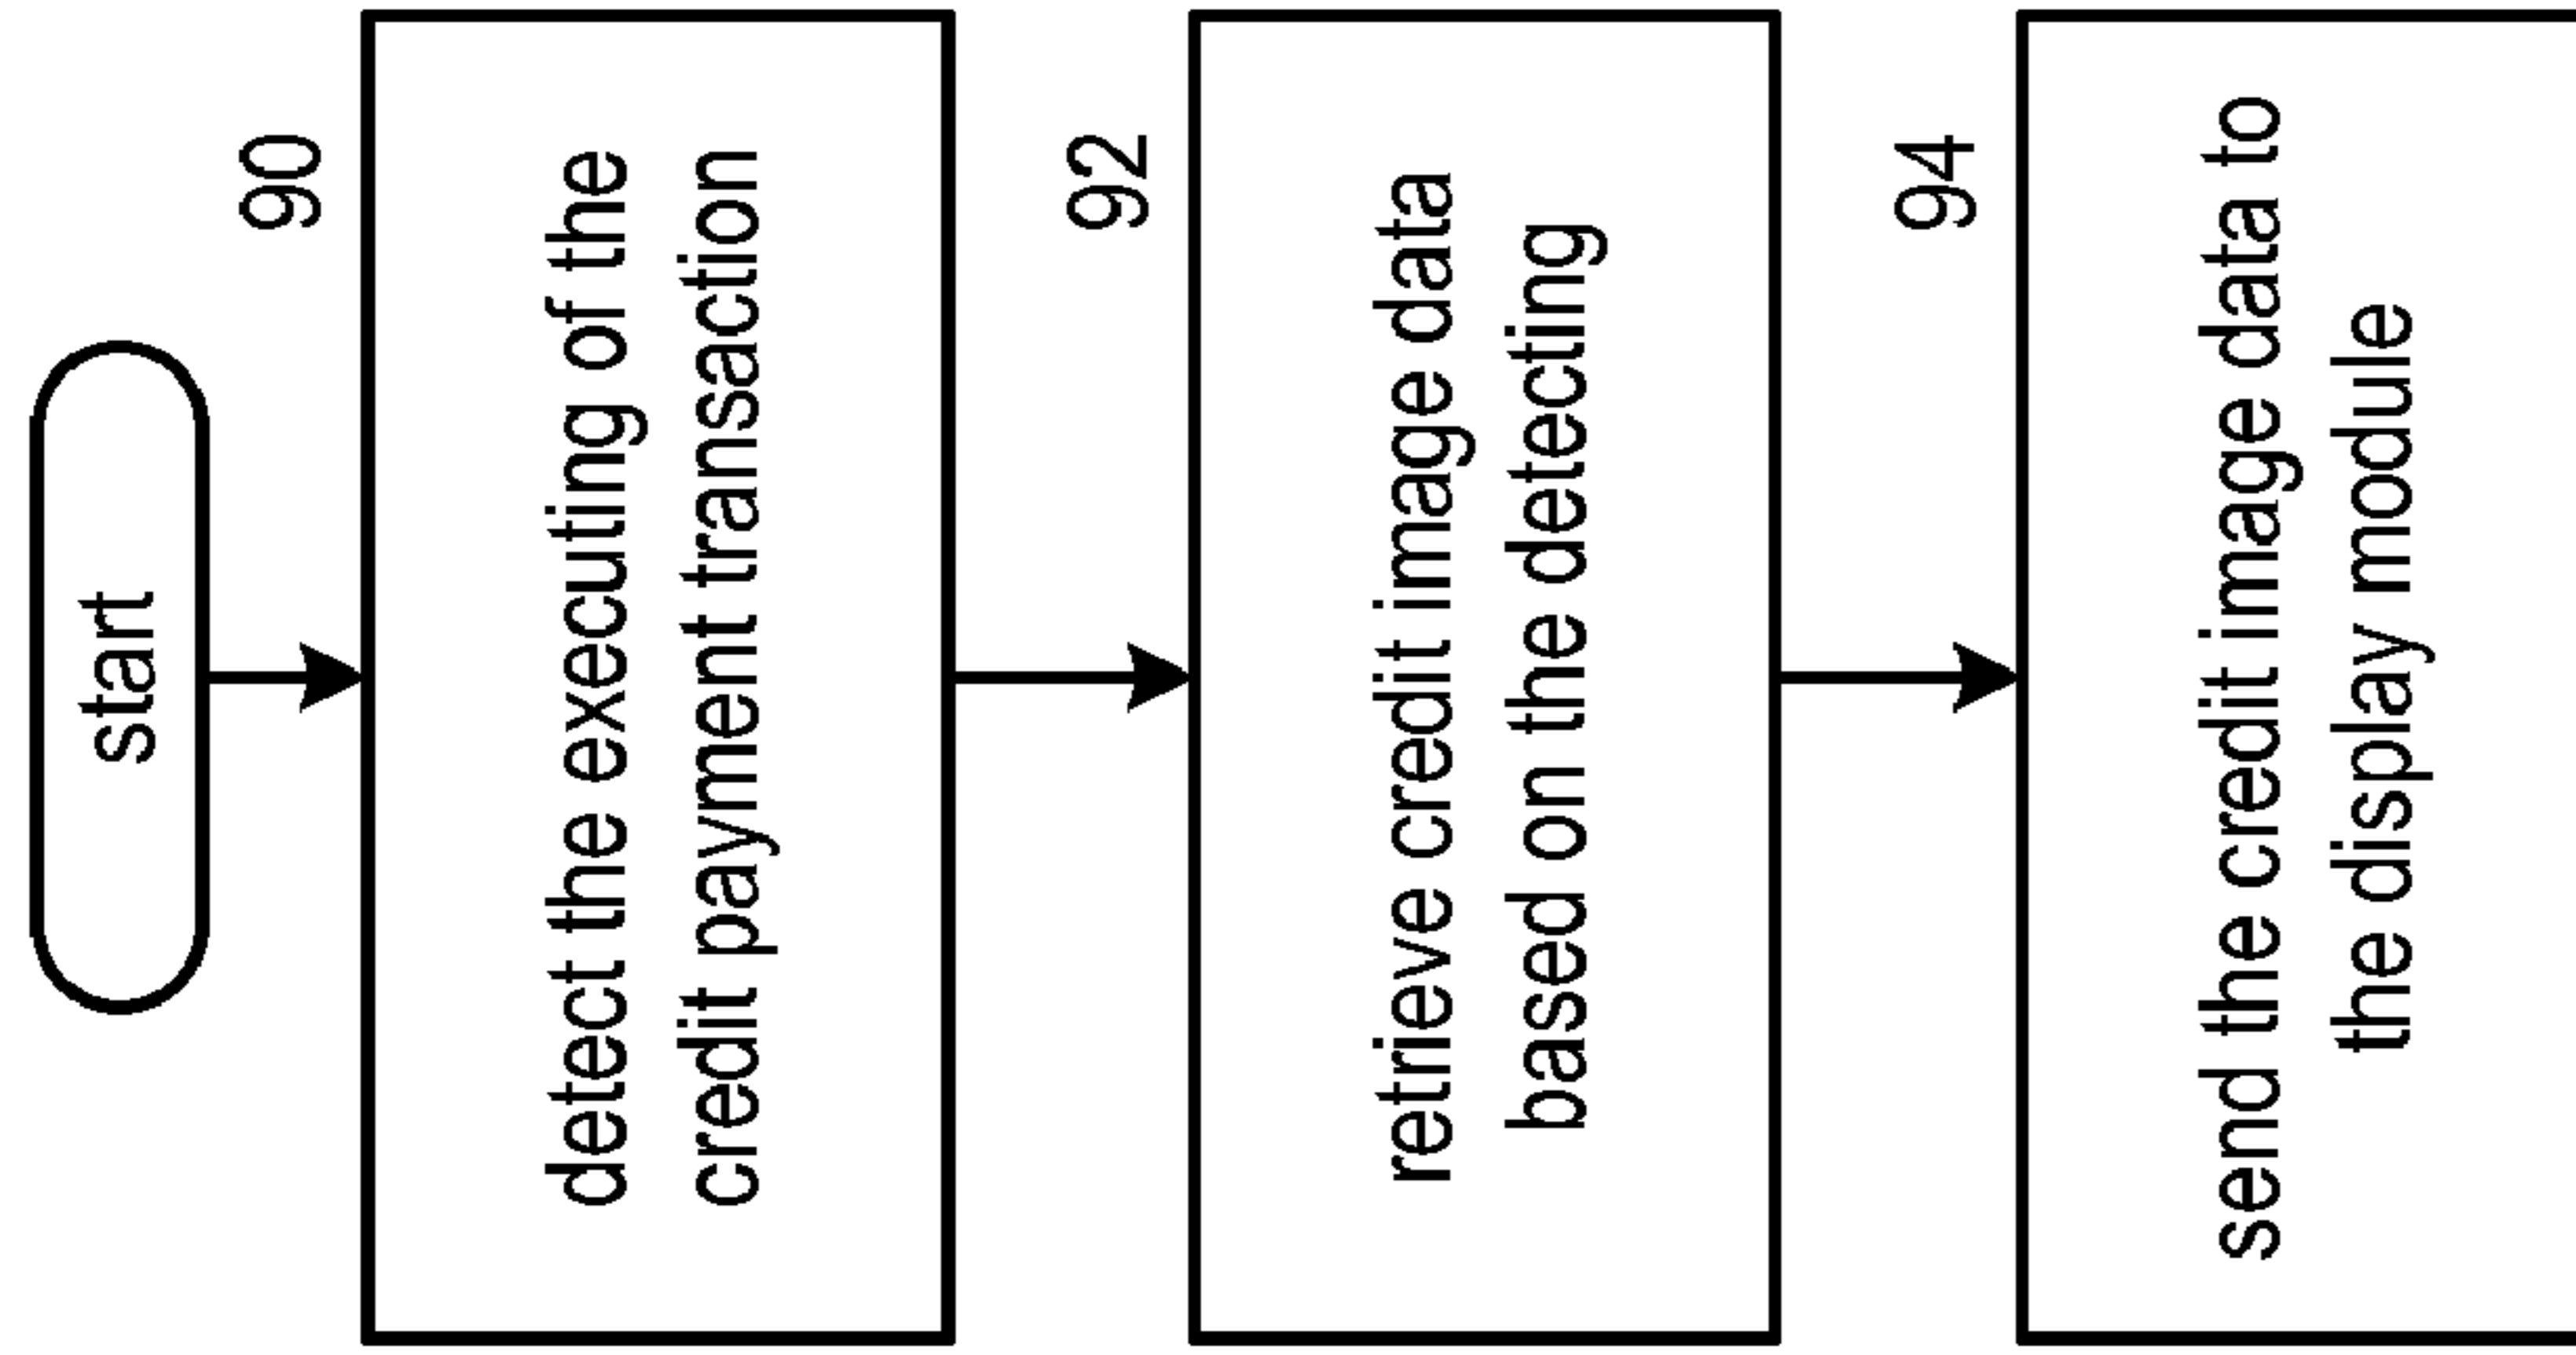 start
90
detect the executing of the
credit payment transaction
92
retrieve credit image data
based on the detecting
94
send the credit image data to
the display module